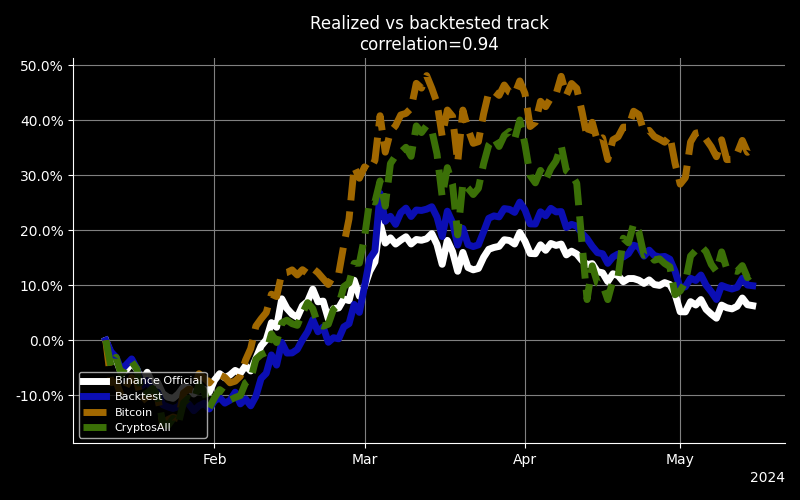 Realized vs backtested track
correlation=0.94
50.0%
40.0%
30.0%
20.0%
10.0%
0.0%
-10.0%
Binance Official
Backtest
Bitcoin
CryptosAll
Feb
Mar
Apr
May
2024